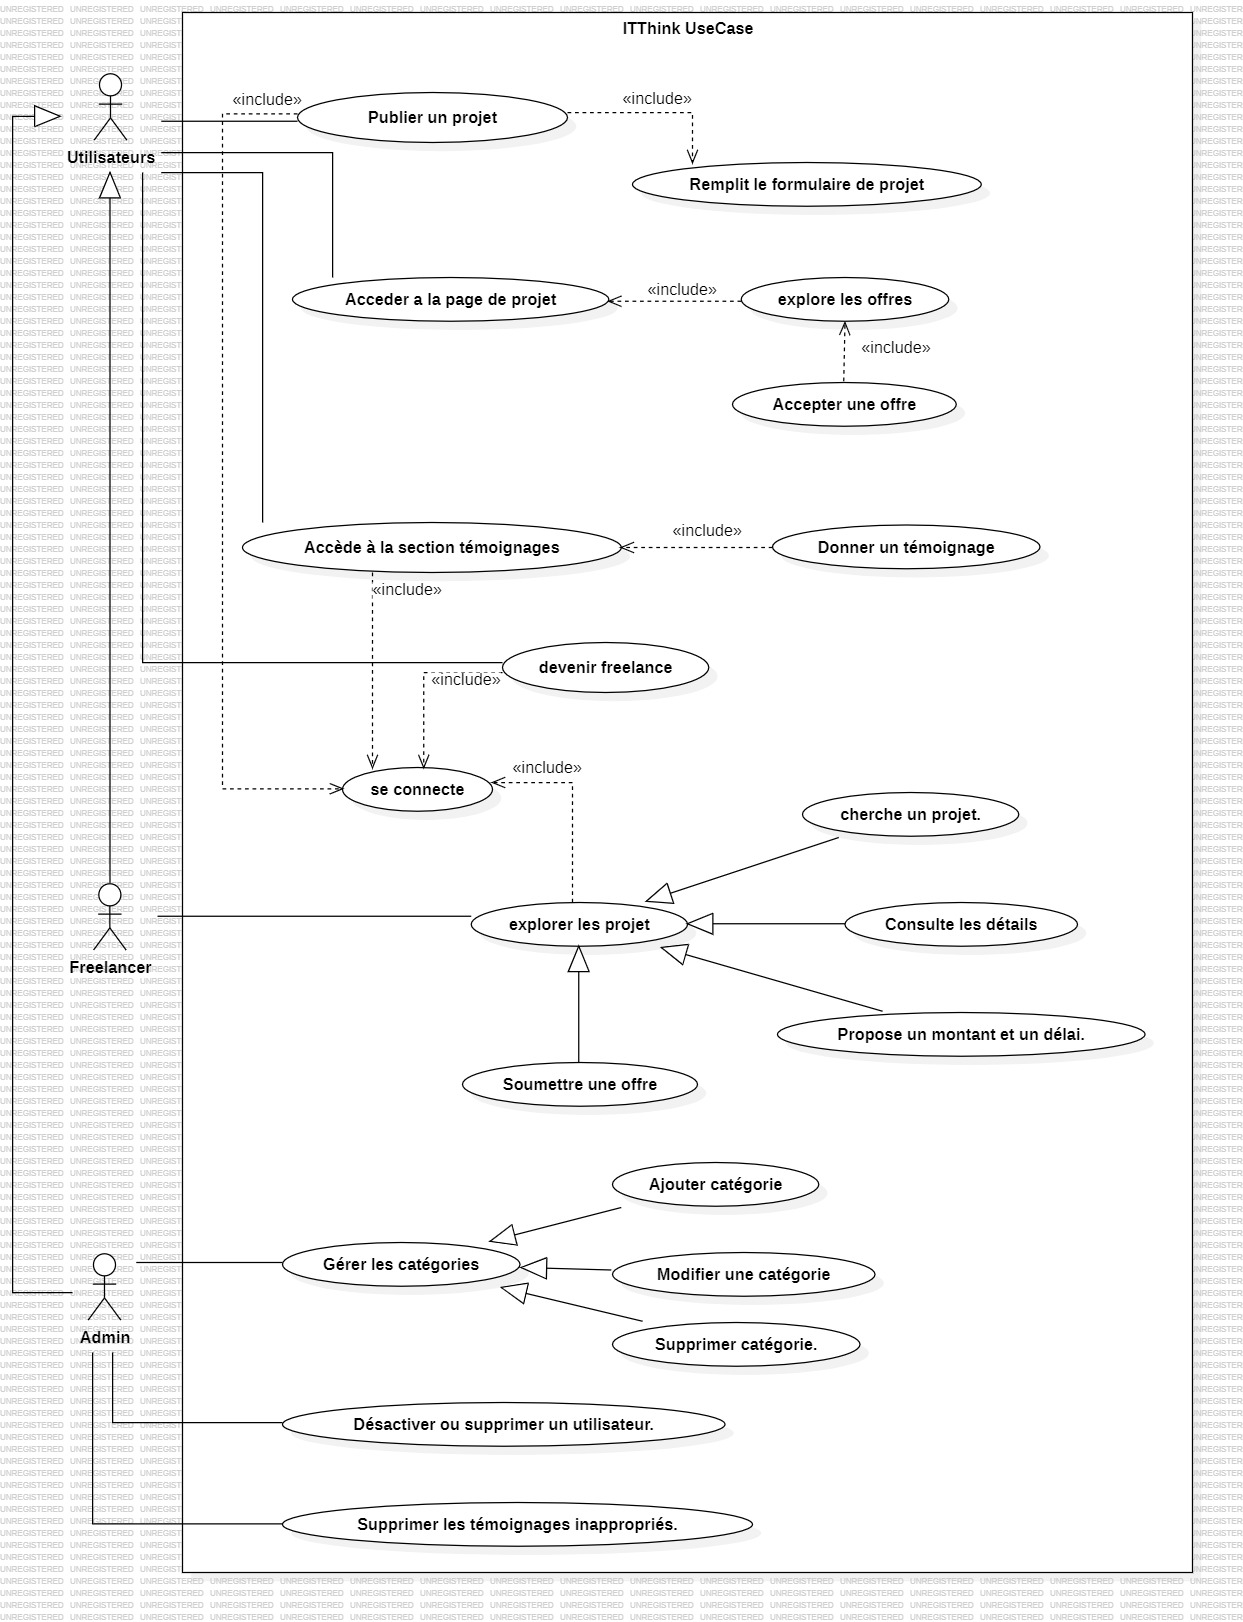 ITThink UseCase
«include»
Publier un projet
«include»
Utilisateurs
Remplit le formulaire de projet
Acceder a la page de projet
«include»
explore les offres
«include»
Accepter une offre
Accède à la section témoignages
«include»
Donner un témoignage
«include»
devenir freelance
«include»
se connecte
«include»
cherche un projet.
explorer les projet
Consulte les détails
Freelancer
Propose un montant et un délai.
Soumettre une offre
Ajouter catégorie
Gérer les catégories
Modifier une catégorie
Admin
Supprimer catégorie.
Désactiver ou supprimer un utilisateur.
Supprimer les témoignages inappropriés.
UNREGISTERED